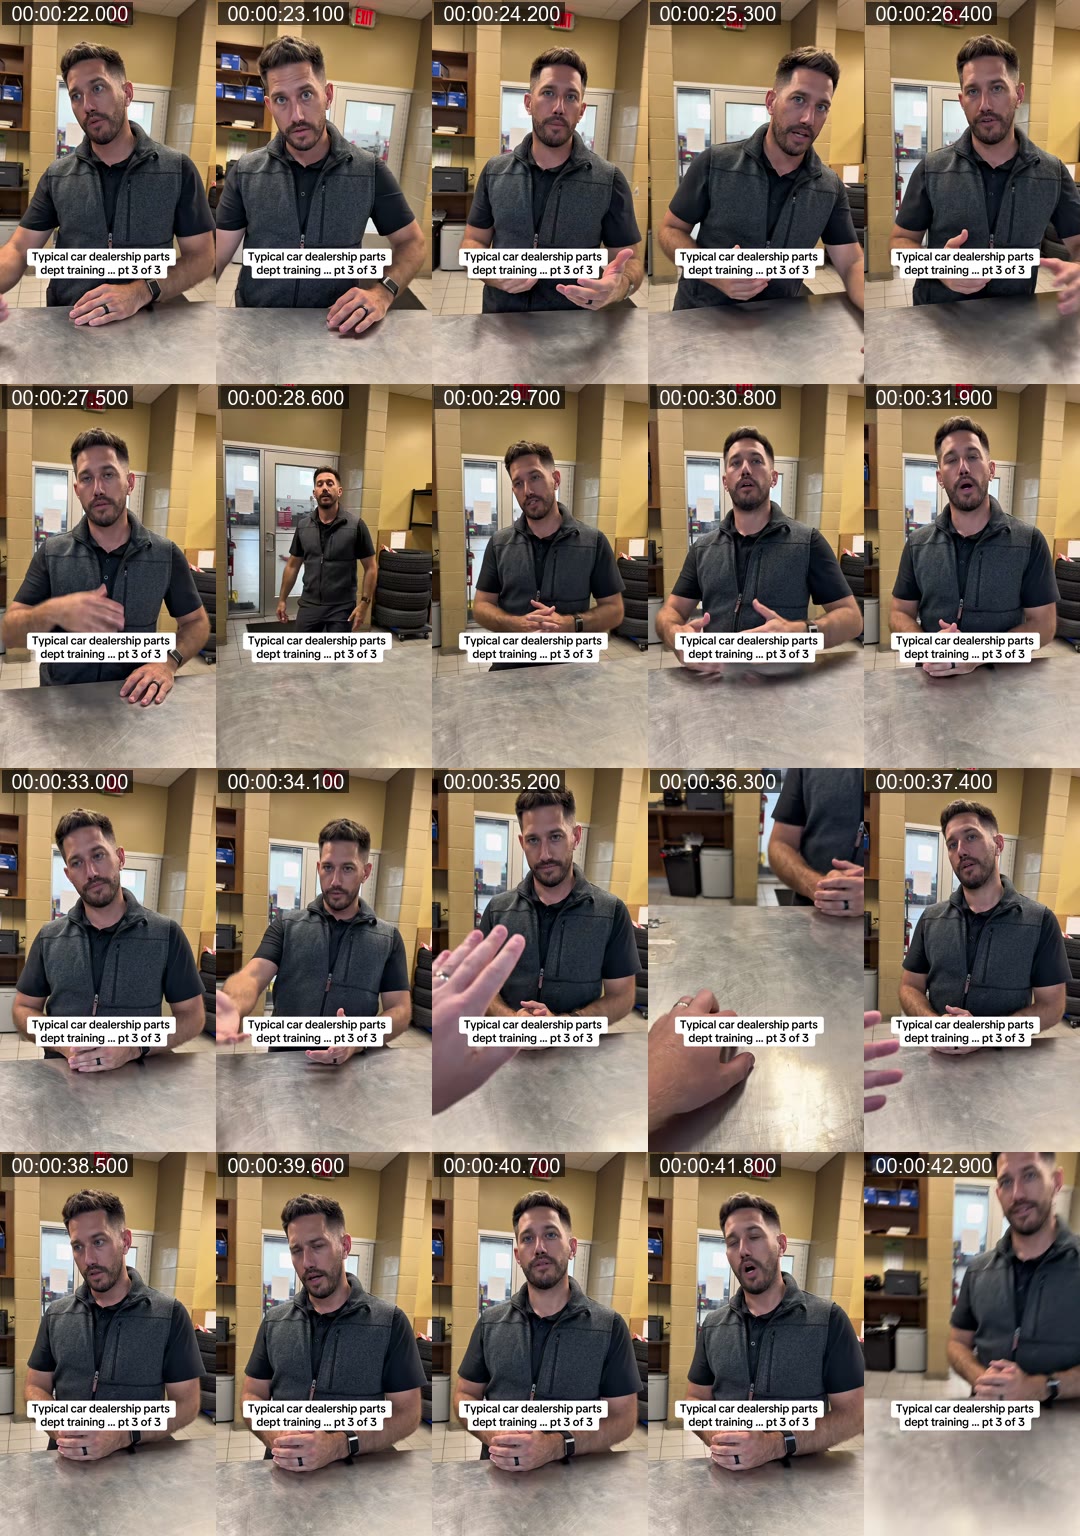 00:00:22.000
00:00:23.100
00:00:24.200
00:00:25.300
00:00:26.400
EXIT
Typical car dealership parts
dept training ... pt 3 of 3
Typical car dealership parts
dept training ... pt 3 of 3
Typical car dealership parts
dept training ... pt 3 of 3
Typical car dealership parts
dept training ... pt 3 of 3
Typical car dealership parts
dept training ... pt 3 of 3
00:00:27.500
00:00:28.600
00:00:29.700
00:00:30.800
00:00:31.900
Typical car dealership parts
dept training ... pt 3 of 3
Typical car dealership parts
dept training ... pt 3 of 3
Typical car dealership parts
dept training ... pt 3 of 3
Typical car dealership parts
dept training ... pt 3 of 3
Typical car dealership parts
dept training ... pt 3 of 3
00:00:33.000
00:00:34.100
00:00:35.200
00:00:36.300
00:00:37.400
Typical car dealership parts
dept training ... pt 3 of 3
Typical car dealership parts
dept training ... pt 3 of 3
Typical car dealership parts
dept training ... pt 3 of 3
Typical car dealership parts
dept training ... pt 3 of 3
Typical car dealership parts
dept training ... pt 3 of 3
00:00:38.500
00:00:39.600
00:00:40.700
00:00:41.800
00:00:42.900
Typical car dealership parts
dept training ... pt 3 of 3
Typical car dealership parts
dept training ... pt 3 of 3
Typical car dealership parts
dept training ... pt 3 of 3
Typical car dealership parts
dept training ... pt 3 of 3
Typical car dealership parts
dept training ... pt 3 of 3